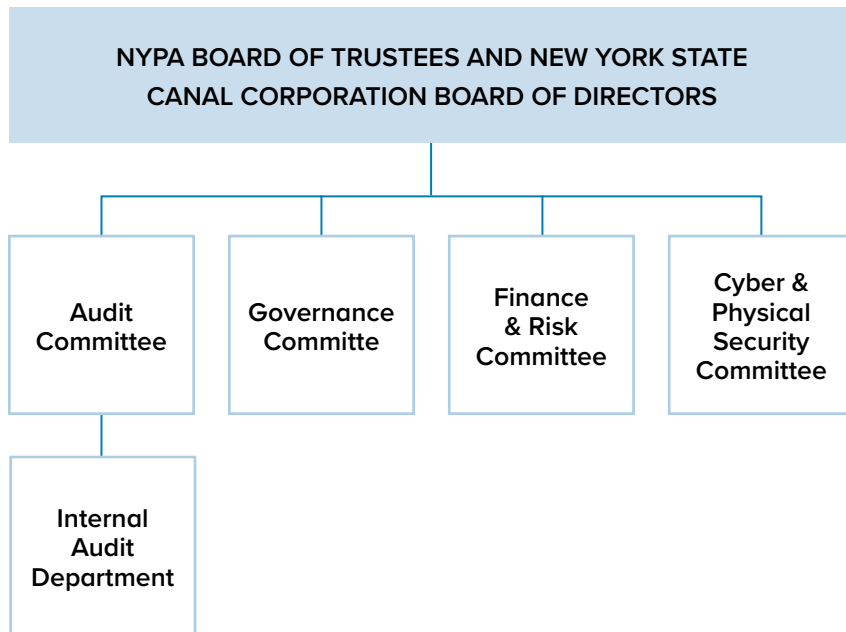 NYPA BOARD OF TRUSTEES AND NEW YORK STATE
CANAL CORPORATION BOARD OF DIRECTORS
Audit
Committee
Governance
Committe
Finance
& Risk
Committee
Cyber &
Physical
Security
Committee
Internal
Audit
Department